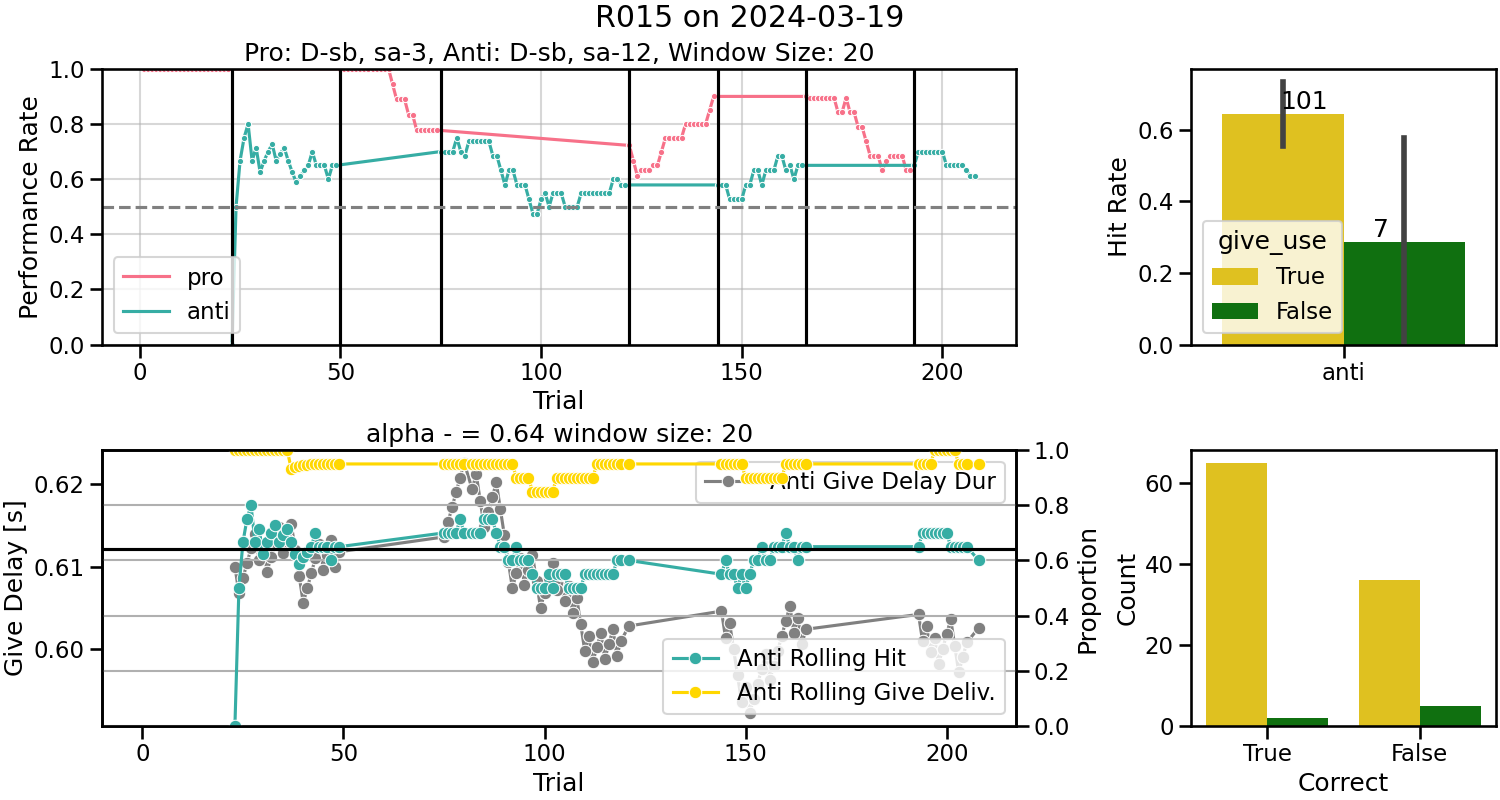 R015 on 2024-03-19
Pro: D-sb, sa-3, Anti: D-sb, sa-12, Window Size: 20
Performance Rate
1.0
0.8
0.6
0.4
0.2
0.0
pro
anti
0
50
100
150
200
Trial
Hit Rate
0.6
0.4
0.2
0.0
101
7
give_use
True
False
anti
alpha - = 0.64 window size: 20
Give Delay [s]
0.62
0.61
0.60
Anti Give Delay Dur
Anti Rolling Hit
Anti Rolling Give Deliv.
1.0
0.8
0.6
0.4
0.2
0.0
Proportion
0
50
100
150
200
Trial
Count
60
40
20
0
True
False
Correct